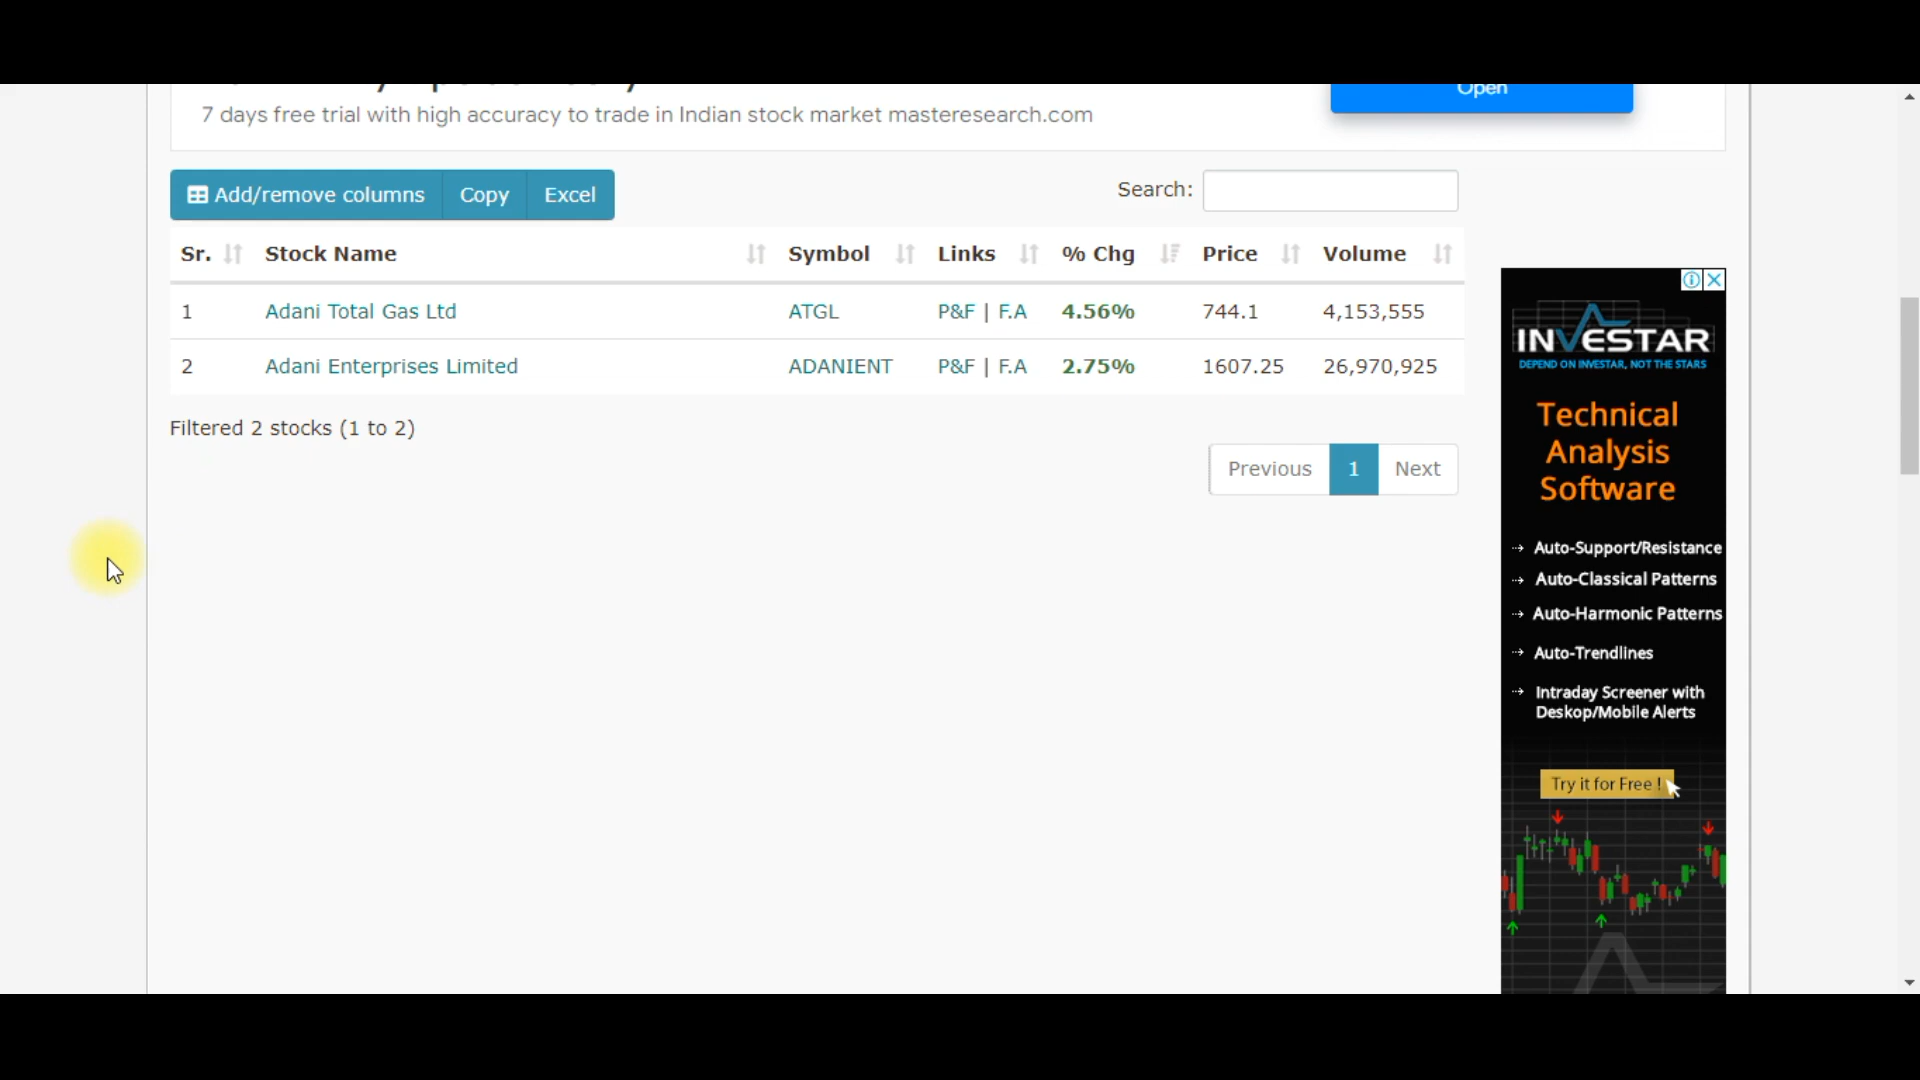 Open
7 days free trial with high accuracy to trade in Indian stock market masteresearch.com
Add/remove columns Copy Excel
Search:
Sr. Stock Name Symbol Links % Chg Price Volume
1 Adani Total Gas Ltd ATGL P&F | F.A 4.56% 744.1 4,153,555
2 Adani Enterprises Limited ADANIENT P&F | F.A 2.75% 1607.25 26,970,925
Filtered 2 stocks (1 to 2)
Previous 1 Next
INVESTAR
DEPEND ON INVESTAR, NOT THE STARS
Technical
Analysis
Software
Auto-Support/Resistance
Auto-Classical Patterns
Auto-Harmonic Patterns
Auto-Trendlines
Intraday Screener with
Deskop/Mobile Alerts
Try it for Free !